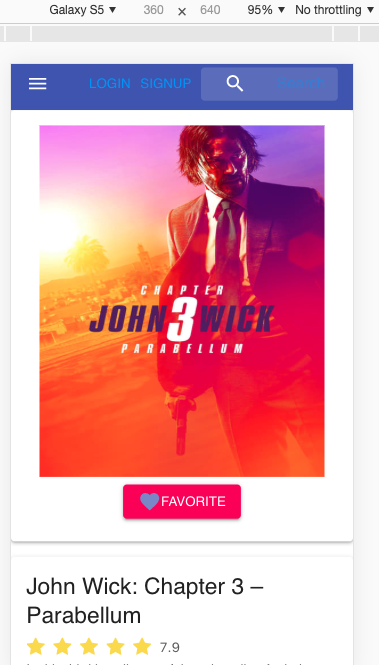 Galaxy S5 ▼ 360 × 640 95% ▼ No throttling ▼
LOGIN SIGNUP Search
CHAPTER
JOHN 3 WICK
PARABELLUM
FAVORITE
John Wick: Chapter 3 –
Parabellum
7.9